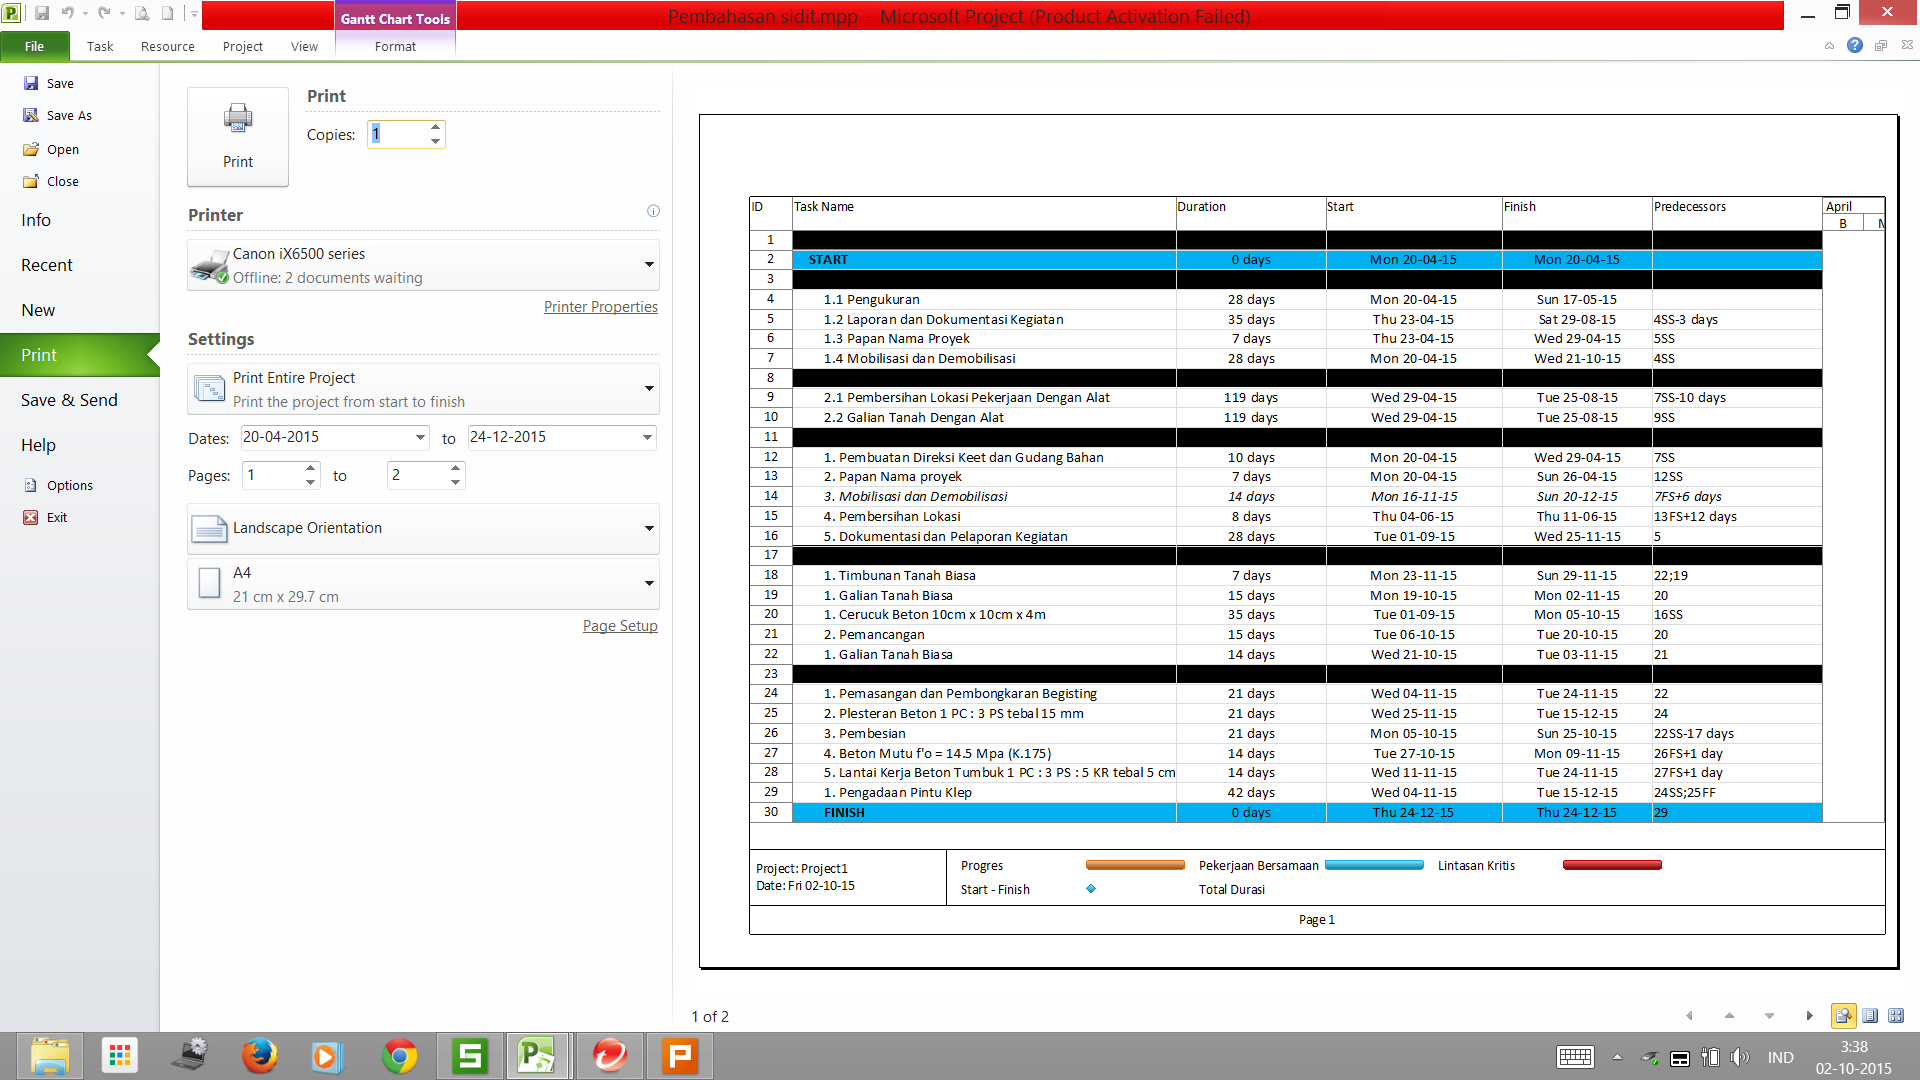 Gantt Chart Tools
Pembahasan sidit.mpp - Microsoft Project (Product Activation Failed)
File Task Resource Project View Format
Save
Save As
Open
Close
Info
Recent
New
Print
Save & Send
Help
Options
Exit
Print
Print
Copies: 1
Printer
Canon iX6500 series
Offline: 2 documents waiting
Printer Properties
Settings
Print Entire Project
Print the project from start to finish
Dates: 20-04-2015 to 24-12-2015
Pages: 1 to 2
Landscape Orientation
A4
21 cm x 29.7 cm
Page Setup
ID Task Name Duration Start Finish Predecessors April
B
1
2 START 0 days Mon 20-04-15 Mon 20-04-15
3
4 1.1 Pengukuran 28 days Mon 20-04-15 Sun 17-05-15
5 1.2 Laporan dan Dokumentasi Kegiatan 35 days Thu 23-04-15 Sat 29-08-15 4SS-3 days
6 1.3 Papan Nama Proyek 7 days Thu 23-04-15 Wed 29-04-15 5SS
7 1.4 Mobilisasi dan Demobilisasi 28 days Mon 20-04-15 Wed 21-10-15 4SS
8
9 2.1 Pembersihan Lokasi Pekerjaan Dengan Alat 119 days Wed 29-04-15 Tue 25-08-15 7SS-10 days
10 2.2 Galian Tanah Dengan Alat 119 days Wed 29-04-15 Tue 25-08-15 9SS
11
12 1. Pembuatan Direksi Keet dan Gudang Bahan 10 days Mon 20-04-15 Wed 29-04-15 7SS
13 2. Papan Nama proyek 7 days Mon 20-04-15 Sun 26-04-15 12SS
14 3. Mobilisasi dan Demobilisasi 14 days Mon 16-11-15 Sun 20-12-15 7FS+6 days
15 4. Pembersihan Lokasi 8 days Thu 04-06-15 Thu 11-06-15 13FS+12 days
16 5. Dokumentasi dan Pelaporan Kegiatan 28 days Tue 01-09-15 Wed 25-11-15 5
17
18 1. Timbunan Tanah Biasa 7 days Mon 23-11-15 Sun 29-11-15 22;19
19 1. Galian Tanah Biasa 15 days Mon 19-10-15 Mon 02-11-15 20
20 1. Cerucuk Beton 10cm x 10cm x 4m 35 days Tue 01-09-15 Mon 05-10-15 16SS
21 2. Pemancangan 15 days Tue 06-10-15 Tue 20-10-15 20
22 1. Galian Tanah Biasa 14 days Wed 21-10-15 Tue 03-11-15 21
23
24 1. Pemasangan dan Pembongkaran Begisting 21 days Wed 04-11-15 Tue 24-11-15 22
25 2. Plesteran Beton 1 PC : 3 PS tebal 15 mm 21 days Wed 25-11-15 Tue 15-12-15 24
26 3. Pembesian 21 days Mon 05-10-15 Sun 25-10-15 22SS-17 days
27 4. Beton Mutu f'o = 14.5 Mpa (K.175) 14 days Tue 27-10-15 Mon 09-11-15 26FS+1 day
28 5. Lantai Kerja Beton Tumbuk 1 PC : 3 PS : 5 KR tebal 5 cm 14 days Wed 11-11-15 Tue 24-11-15 27FS+1 day
29 1. Pengadaan Pintu Klep 42 days Wed 04-11-15 Tue 15-12-15 24SS;25FF
30 FINISH 0 days Thu 24-12-15 Thu 24-12-15 29
Project: Project1
Date: Fri 02-10-15
Progres Pekerjaan Bersamaan Lintasan Kritis
Start - Finish Total Durasi
Page 1
1 of 2
IND
3:38
02-10-2015